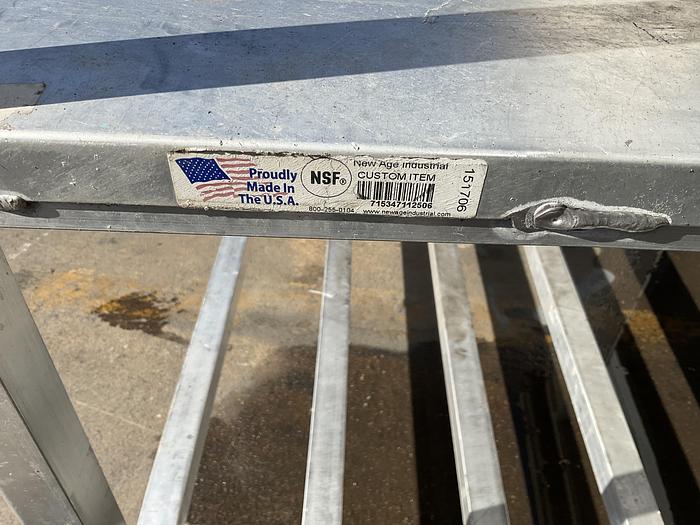 Proudly
Made In
The U.S.A.
NSF®
800-255-0104
New Age Industrial
CUSTOM ITEM
715347112506
www.newageindustrial.com
151706